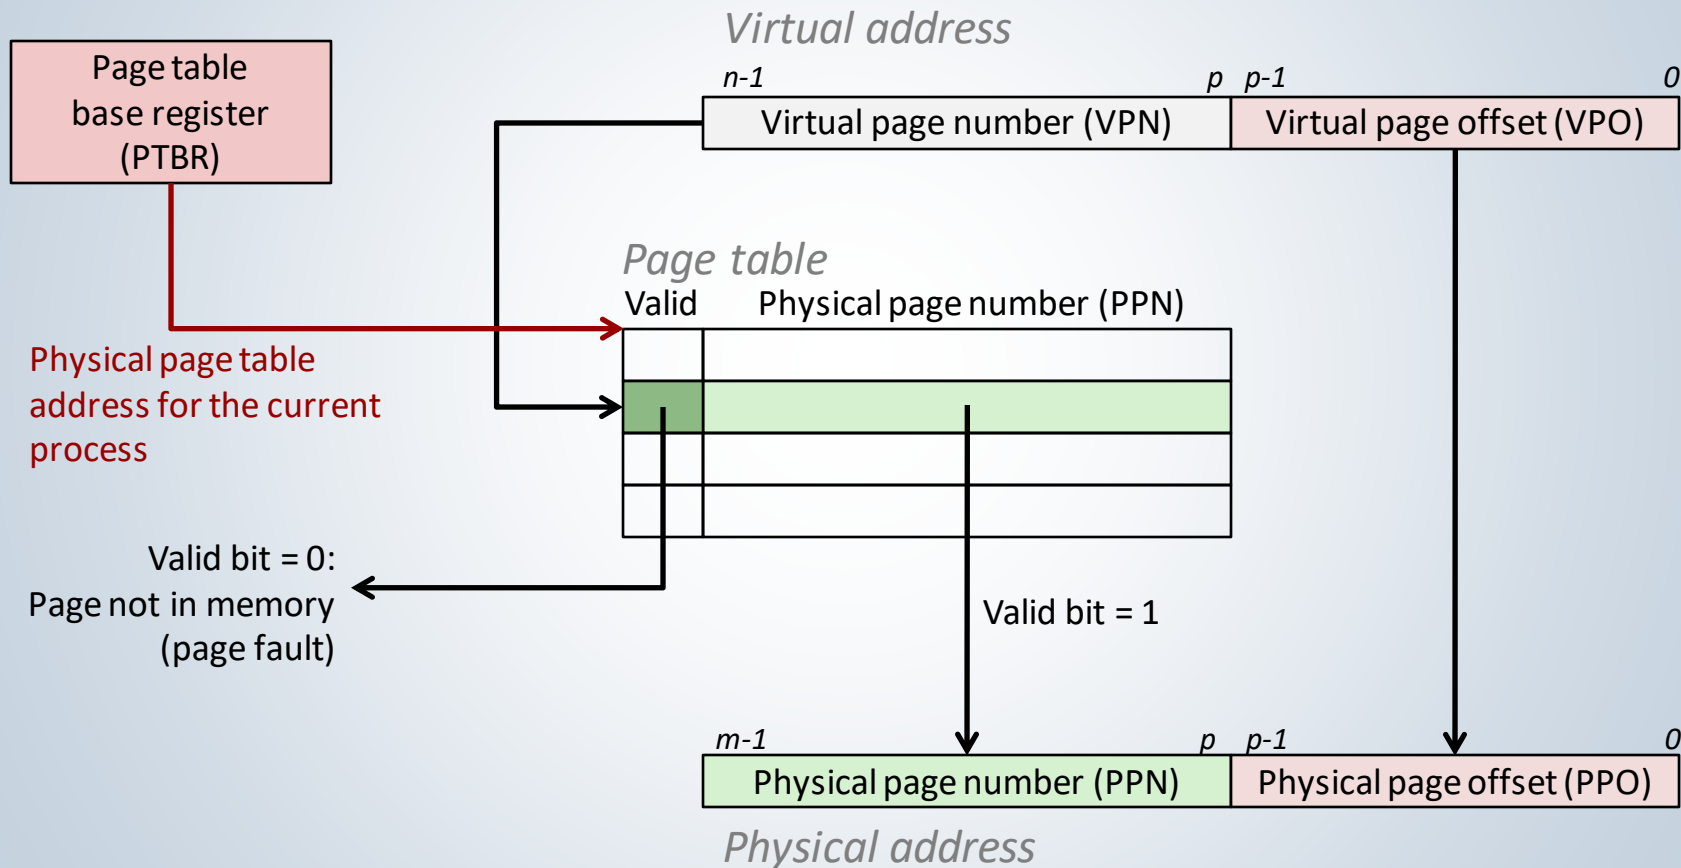 Virtual address
Page table
base register
(PTBR)
n-1 p p-1 0
Virtual page number (VPN) Virtual page offset (VPO)
Page table
Valid Physical page number (PPN)
Physical page table
address for the current
process
Valid bit = 0:
Page not in memory
(page fault)
Valid bit = 1
m-1 p p-1 0
Physical page number (PPN) Physical page offset (PPO)
Physical address